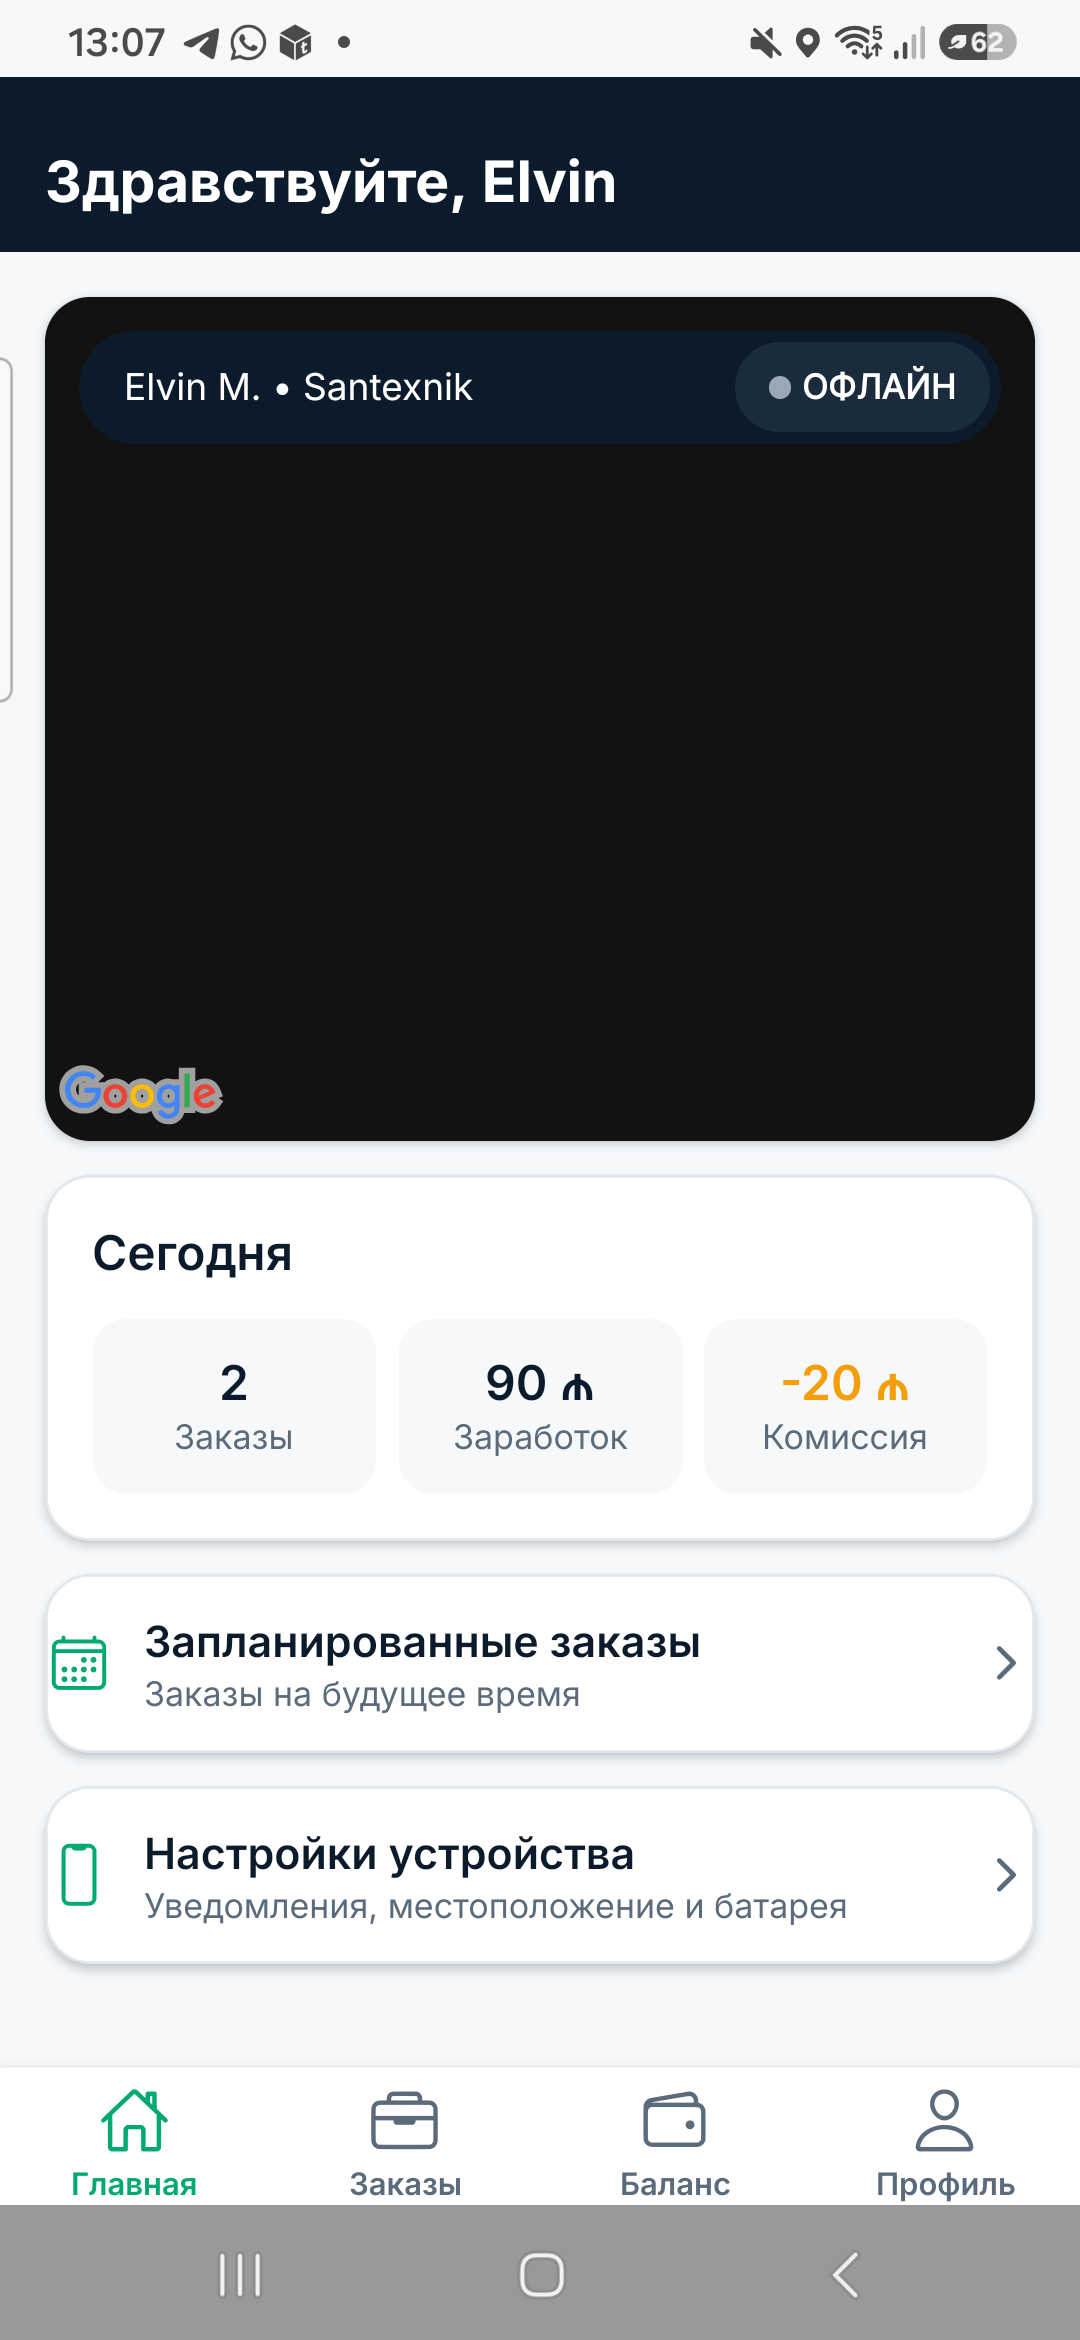 13:07
5
62
Здравствуйте, Elvin
Elvin M. • Santexnik
ОФЛАЙН
Google
Сегодня
2
Заказы
90 ₼
Заработок
-20 ₼
Комиссия
Запланированные заказы
Заказы на будущее время
Настройки устройства
Уведомления, местоположение и батарея
Главная
Заказы
Баланс
Профиль